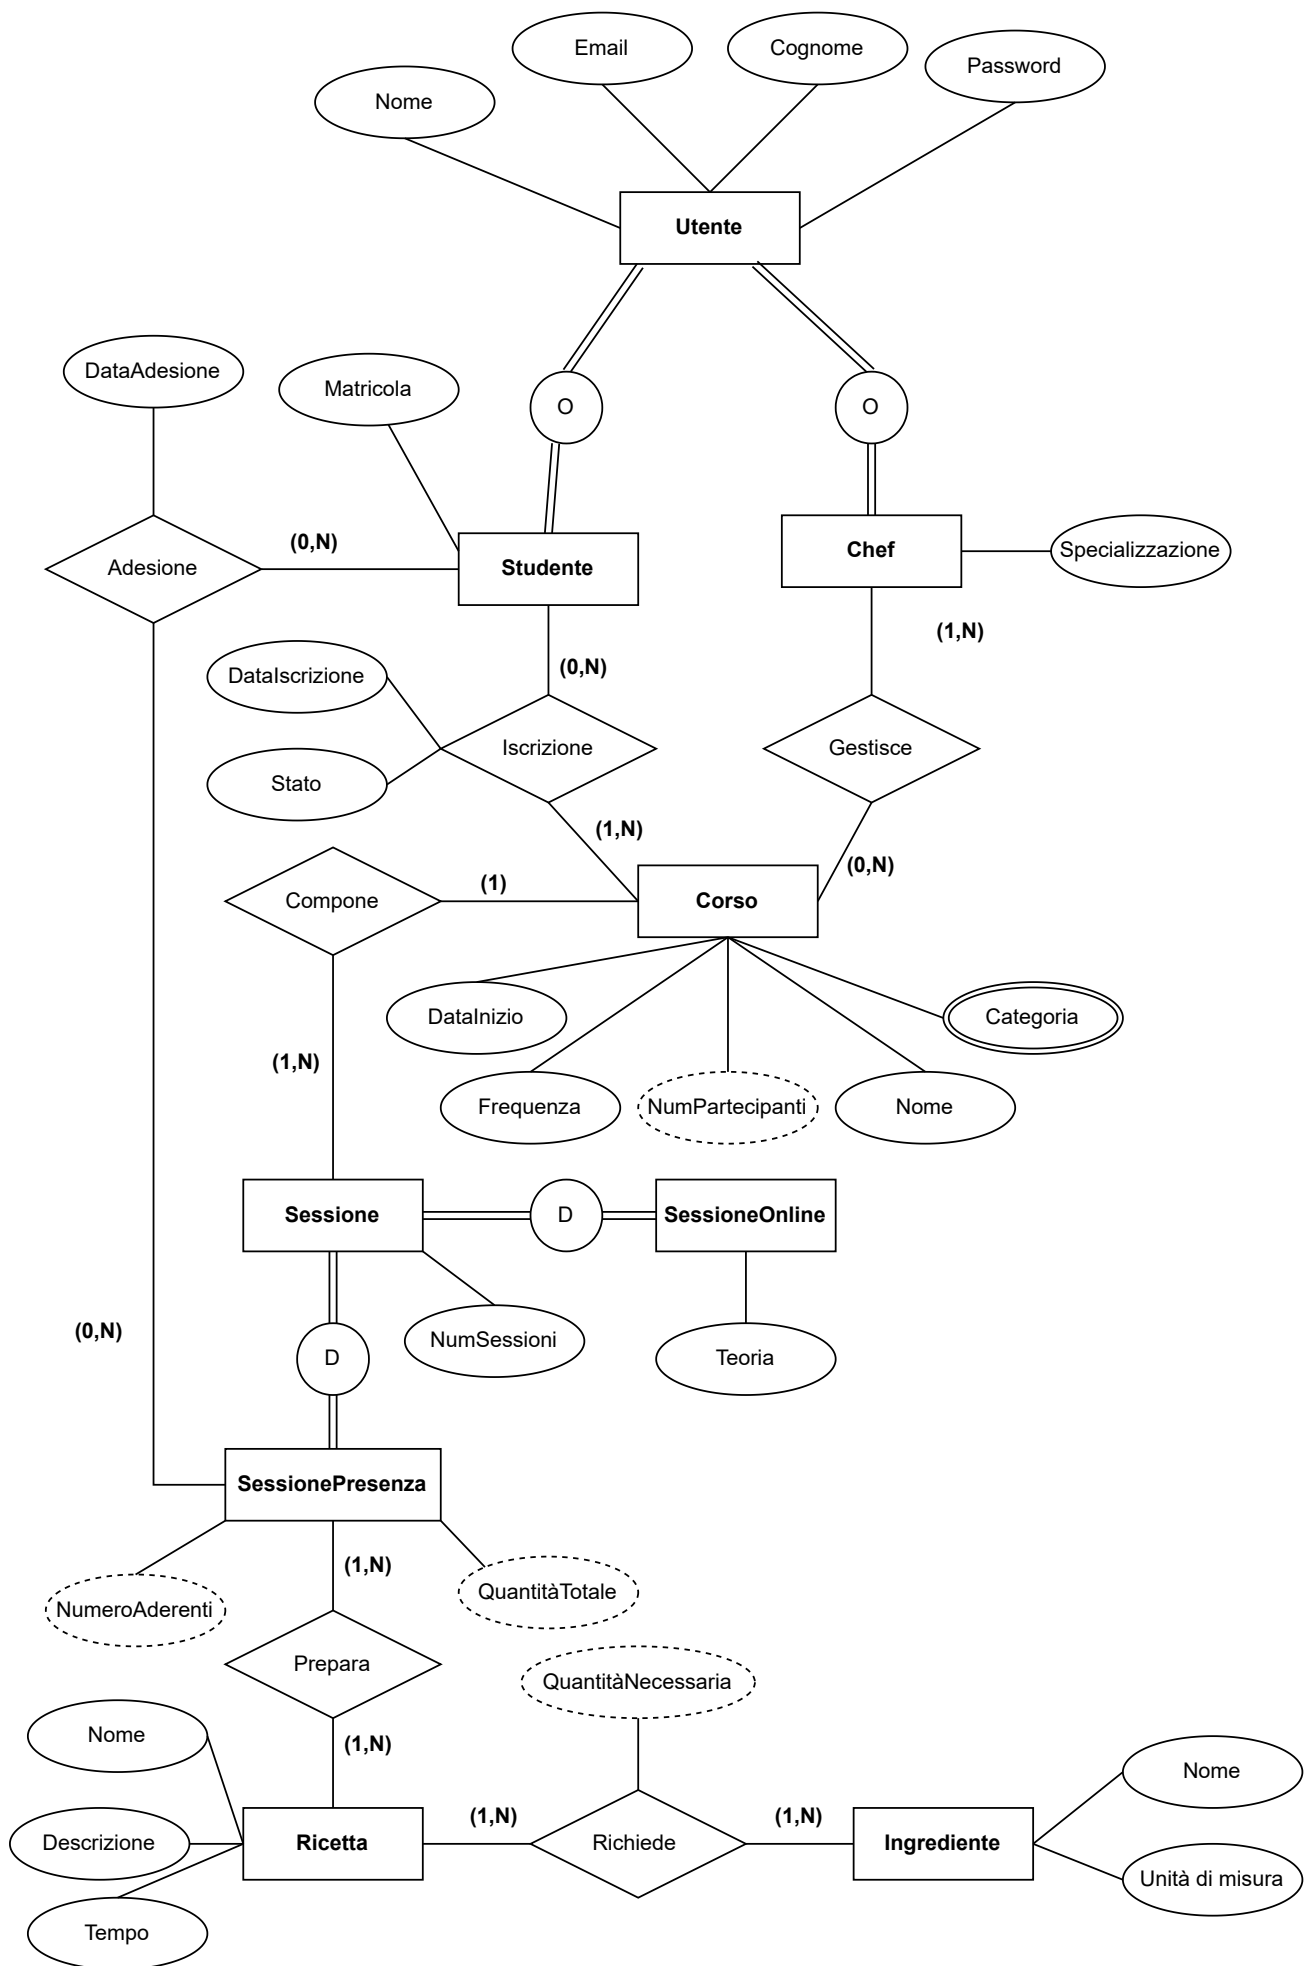 Email
Cognome
Password
Nome
Utente
DataAdesione
Matricola
O
O
Adesione
(0,N)
Studente
Chef
Specializzazione
(1,N)
DataIscrizione
(0,N)
Iscrizione
Gestisce
Stato
(1,N)
(0,N)
Compone
(1)
Corso
DataInizio
Categoria
(1,N)
Frequenza
NumPartecipanti
Nome
Sessione
D
SessioneOnline
(0,N)
NumSessioni
D
Teoria
SessionePresenza
(1,N)
QuantitàTotale
NumeroAderenti
Prepara
QuantitàNecessaria
Nome
(1,N)
Nome
(1,N)
(1,N)
Descrizione
Ricetta
Richiede
Ingrediente
Unità di misura
Tempo